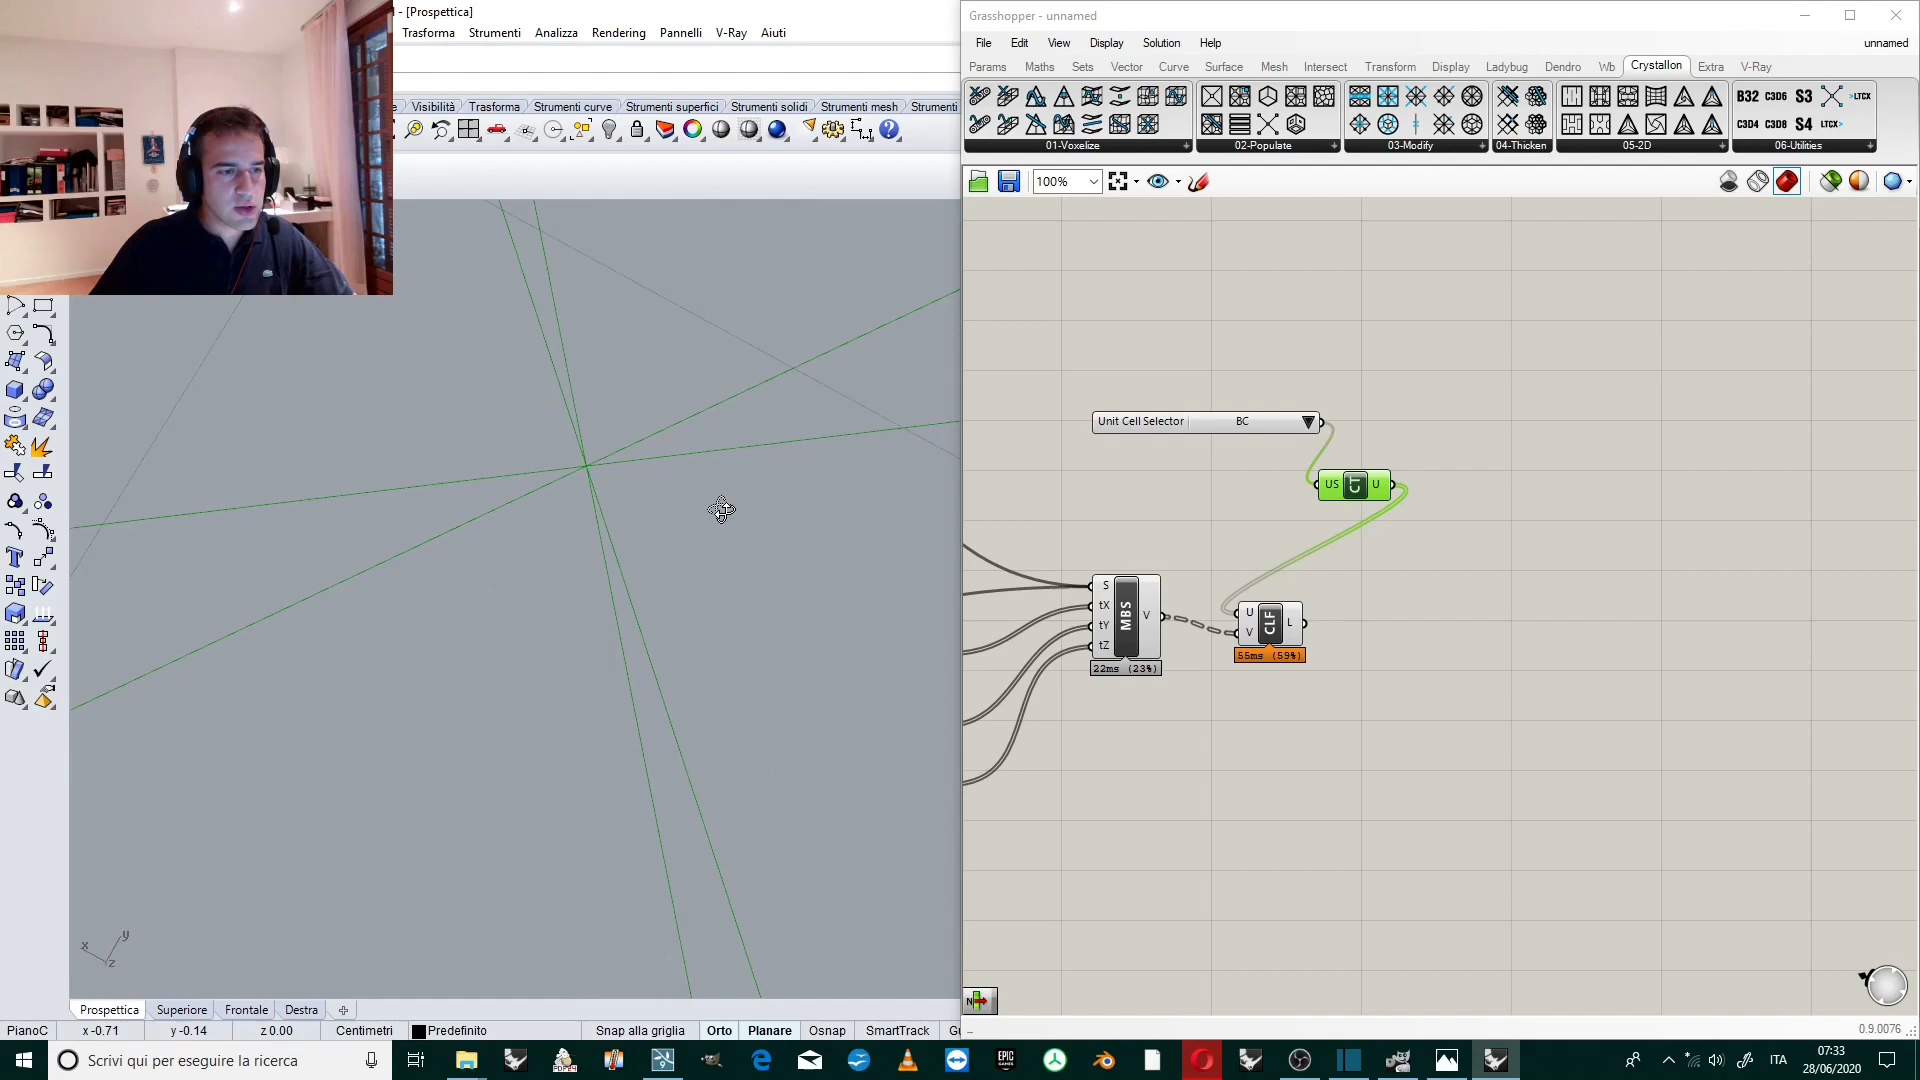 - [Prospettica]
Trasforma Strumenti Analizza Rendering Pannelli V-Ray Aiuti
Visibilità Trasforma Strumenti curve Strumenti superfici Strumenti solidi Strumenti mesh Strumenti
Grasshopper - unnamed
File Edit View Display Solution Help
unnamed
Params Maths Sets Vector Curve Surface Mesh Intersect Transform Display Ladybug Dendro Wb Crystallon Extra V-Ray
B32 C3D6 S3 >LTCX
C3D4 C3D8 S4 LTCX>
01-Voxelize 02-Populate 03-Modify 04-Thicken 05-2D 06-Utilities
100%
Unit Cell Selector BC
US CT U
S
tX
tY
tZ
MBS
V
22ms (23%)
U
V
CLF
L
55ms (59%)
N
x y z
Prospettica Superiore Frontale Destra
PianoC x -0.71 y -0.14 z 0.00 Centimetri Predefinito Snap alla griglia Orto Planare Osnap SmartTrack
0.9.0076
Scrivi qui per eseguire la ricerca
EPIC GAMES
ITA
07:33
28/06/2020